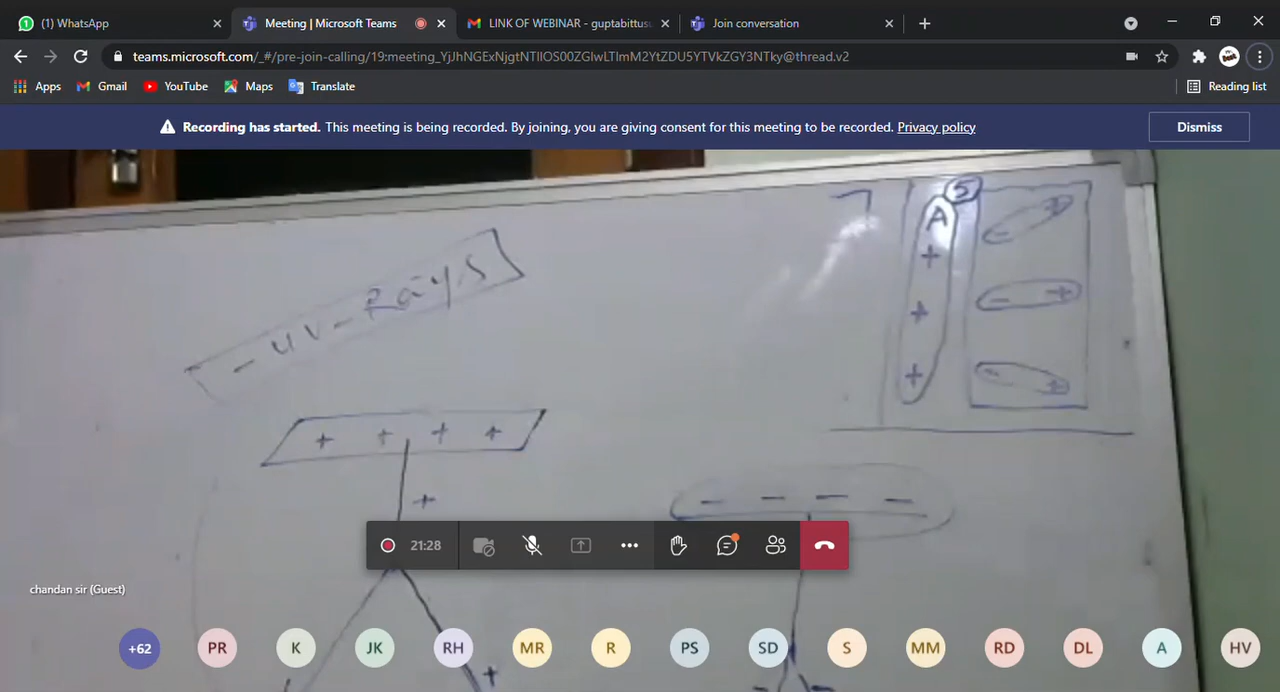 (1) WhatsApp
Meeting | Microsoft Teams
LINK OF WEBINAR - guptabittusu
Join conversation
teams.microsoft.com/_#/pre-join-calling/19:meeting_YjJhNGExNjgtNTllOS00ZGIwLTlmM2YtZDU5YTVkZGY3NTky@thread.v2
Apps
Gmail
YouTube
Maps
Translate
Reading list
Recording has started. This meeting is being recorded. By joining, you are giving consent for this meeting to be recorded. Privacy policy
Dismiss
- UV - Rays
A
S
+
+
+
- +
- +
- +
+ + + +
+
- - - -
+
21:28
chandan sir (Guest)
+62
PR
K
JK
RH
MR
R
PS
SD
S
MM
RD
DL
A
HV